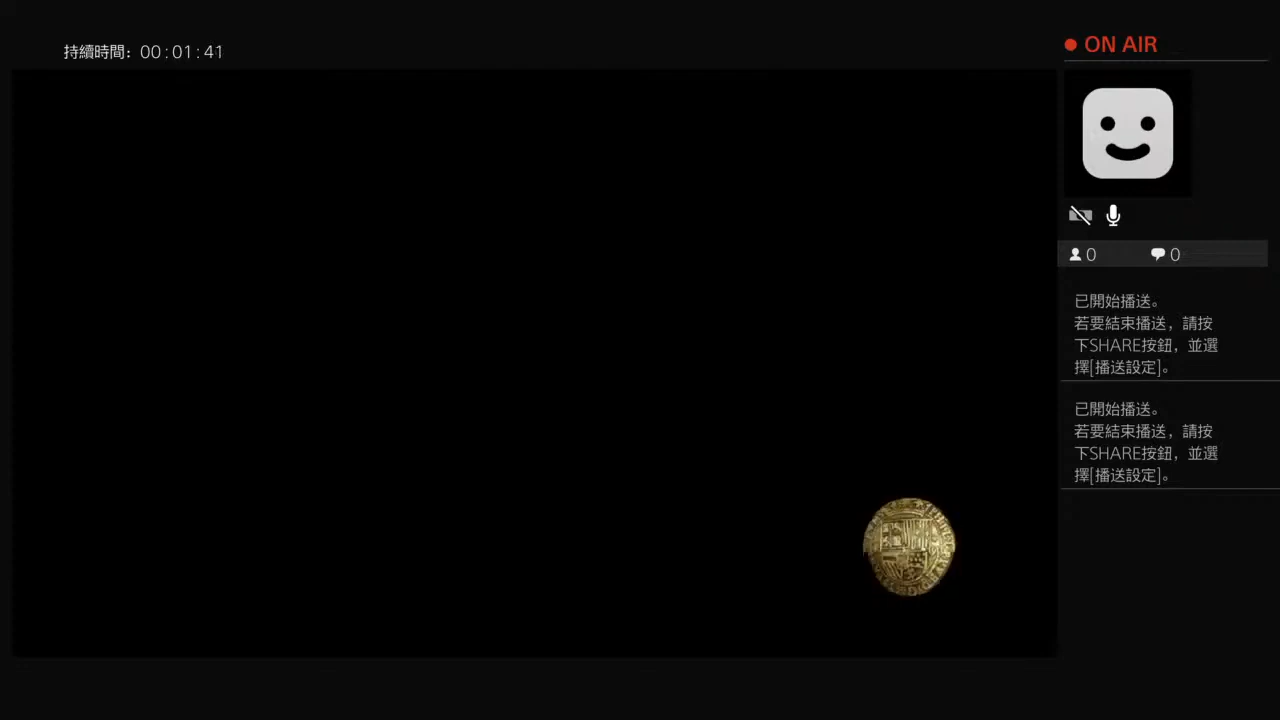 持續時間: 00:01:41
ON AIR
0
0
已開始播送。
若要結束播送，請按
下SHARE按鈕，並選
擇[播送設定]。
已開始播送。
若要結束播送，請按
下SHARE按鈕，並選
擇[播送設定]。